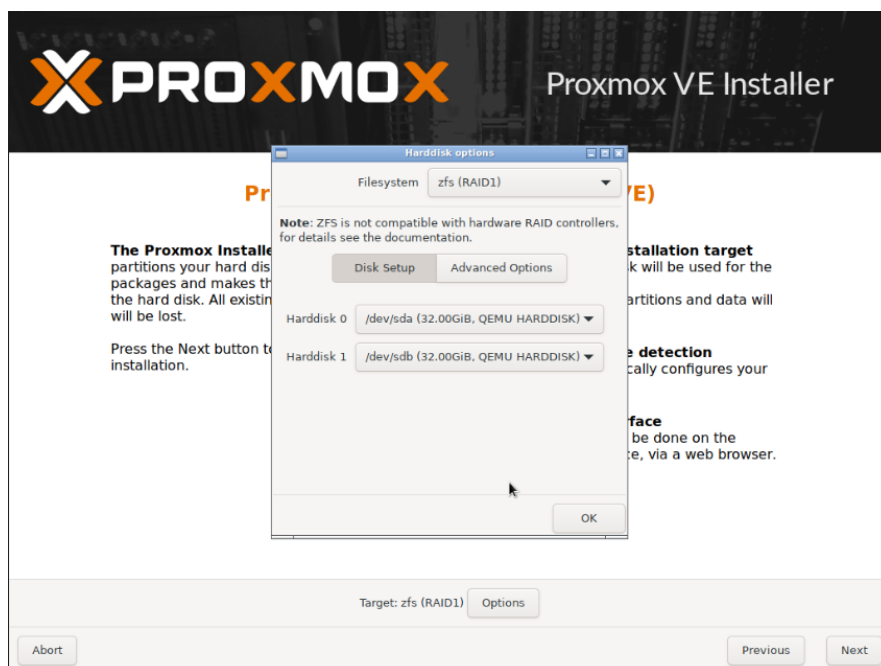 PROXMOX
Proxmox VE Installer
Harddisk options
Filesystem zfs (RAID1)
Pr
E)
Note: ZFS is not compatible with hardware RAID controllers,
for details see the documentation.
Disk Setup Advanced Options
Harddisk 0 /dev/sda (32.00GiB, QEMU HARDDISK)
Harddisk 1 /dev/sdb (32.00GiB, QEMU HARDDISK)
OK
The Proxmox Installe
partitions your hard dis
packages and makes th
the hard disk. All existin
will be lost.
Press the Next button to
installation.
stallation target
k will be used for the
artitions and data will
e detection
cally configures your
face
be done on the
e, via a web browser.
Target: zfs (RAID1) Options
Abort Previous Next